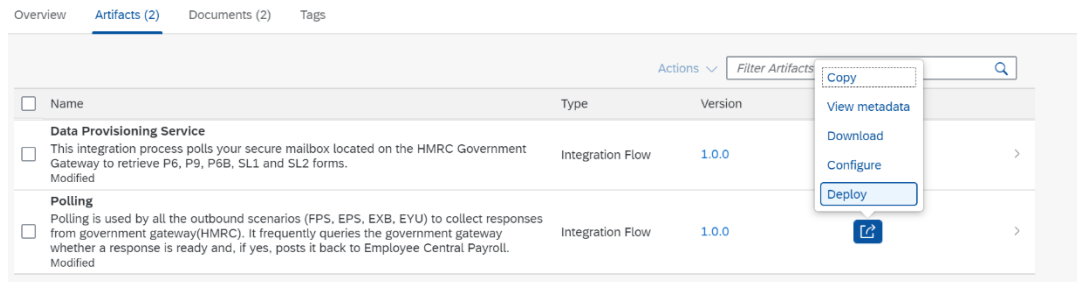 Overview Artifacts (2) Documents (2) Tags
Actions Filter Artifacts
Name Type Version
Data Provisioning Service
This integration process polls your secure mailbox located on the HMRC Government
Gateway to retrieve P6, P9, P6B, SL1 and SL2 forms.
Modified
Integration Flow 1.0.0
Polling
Polling is used by all the outbound scenarios (FPS, EPS, EXB, EYU) to collect responses
from government gateway(HMRC). It frequently queries the government gateway
whether a response is ready and, if yes, posts it back to Employee Central Payroll.
Modified
Integration Flow 1.0.0
Copy
View metadata
Download
Configure
Deploy